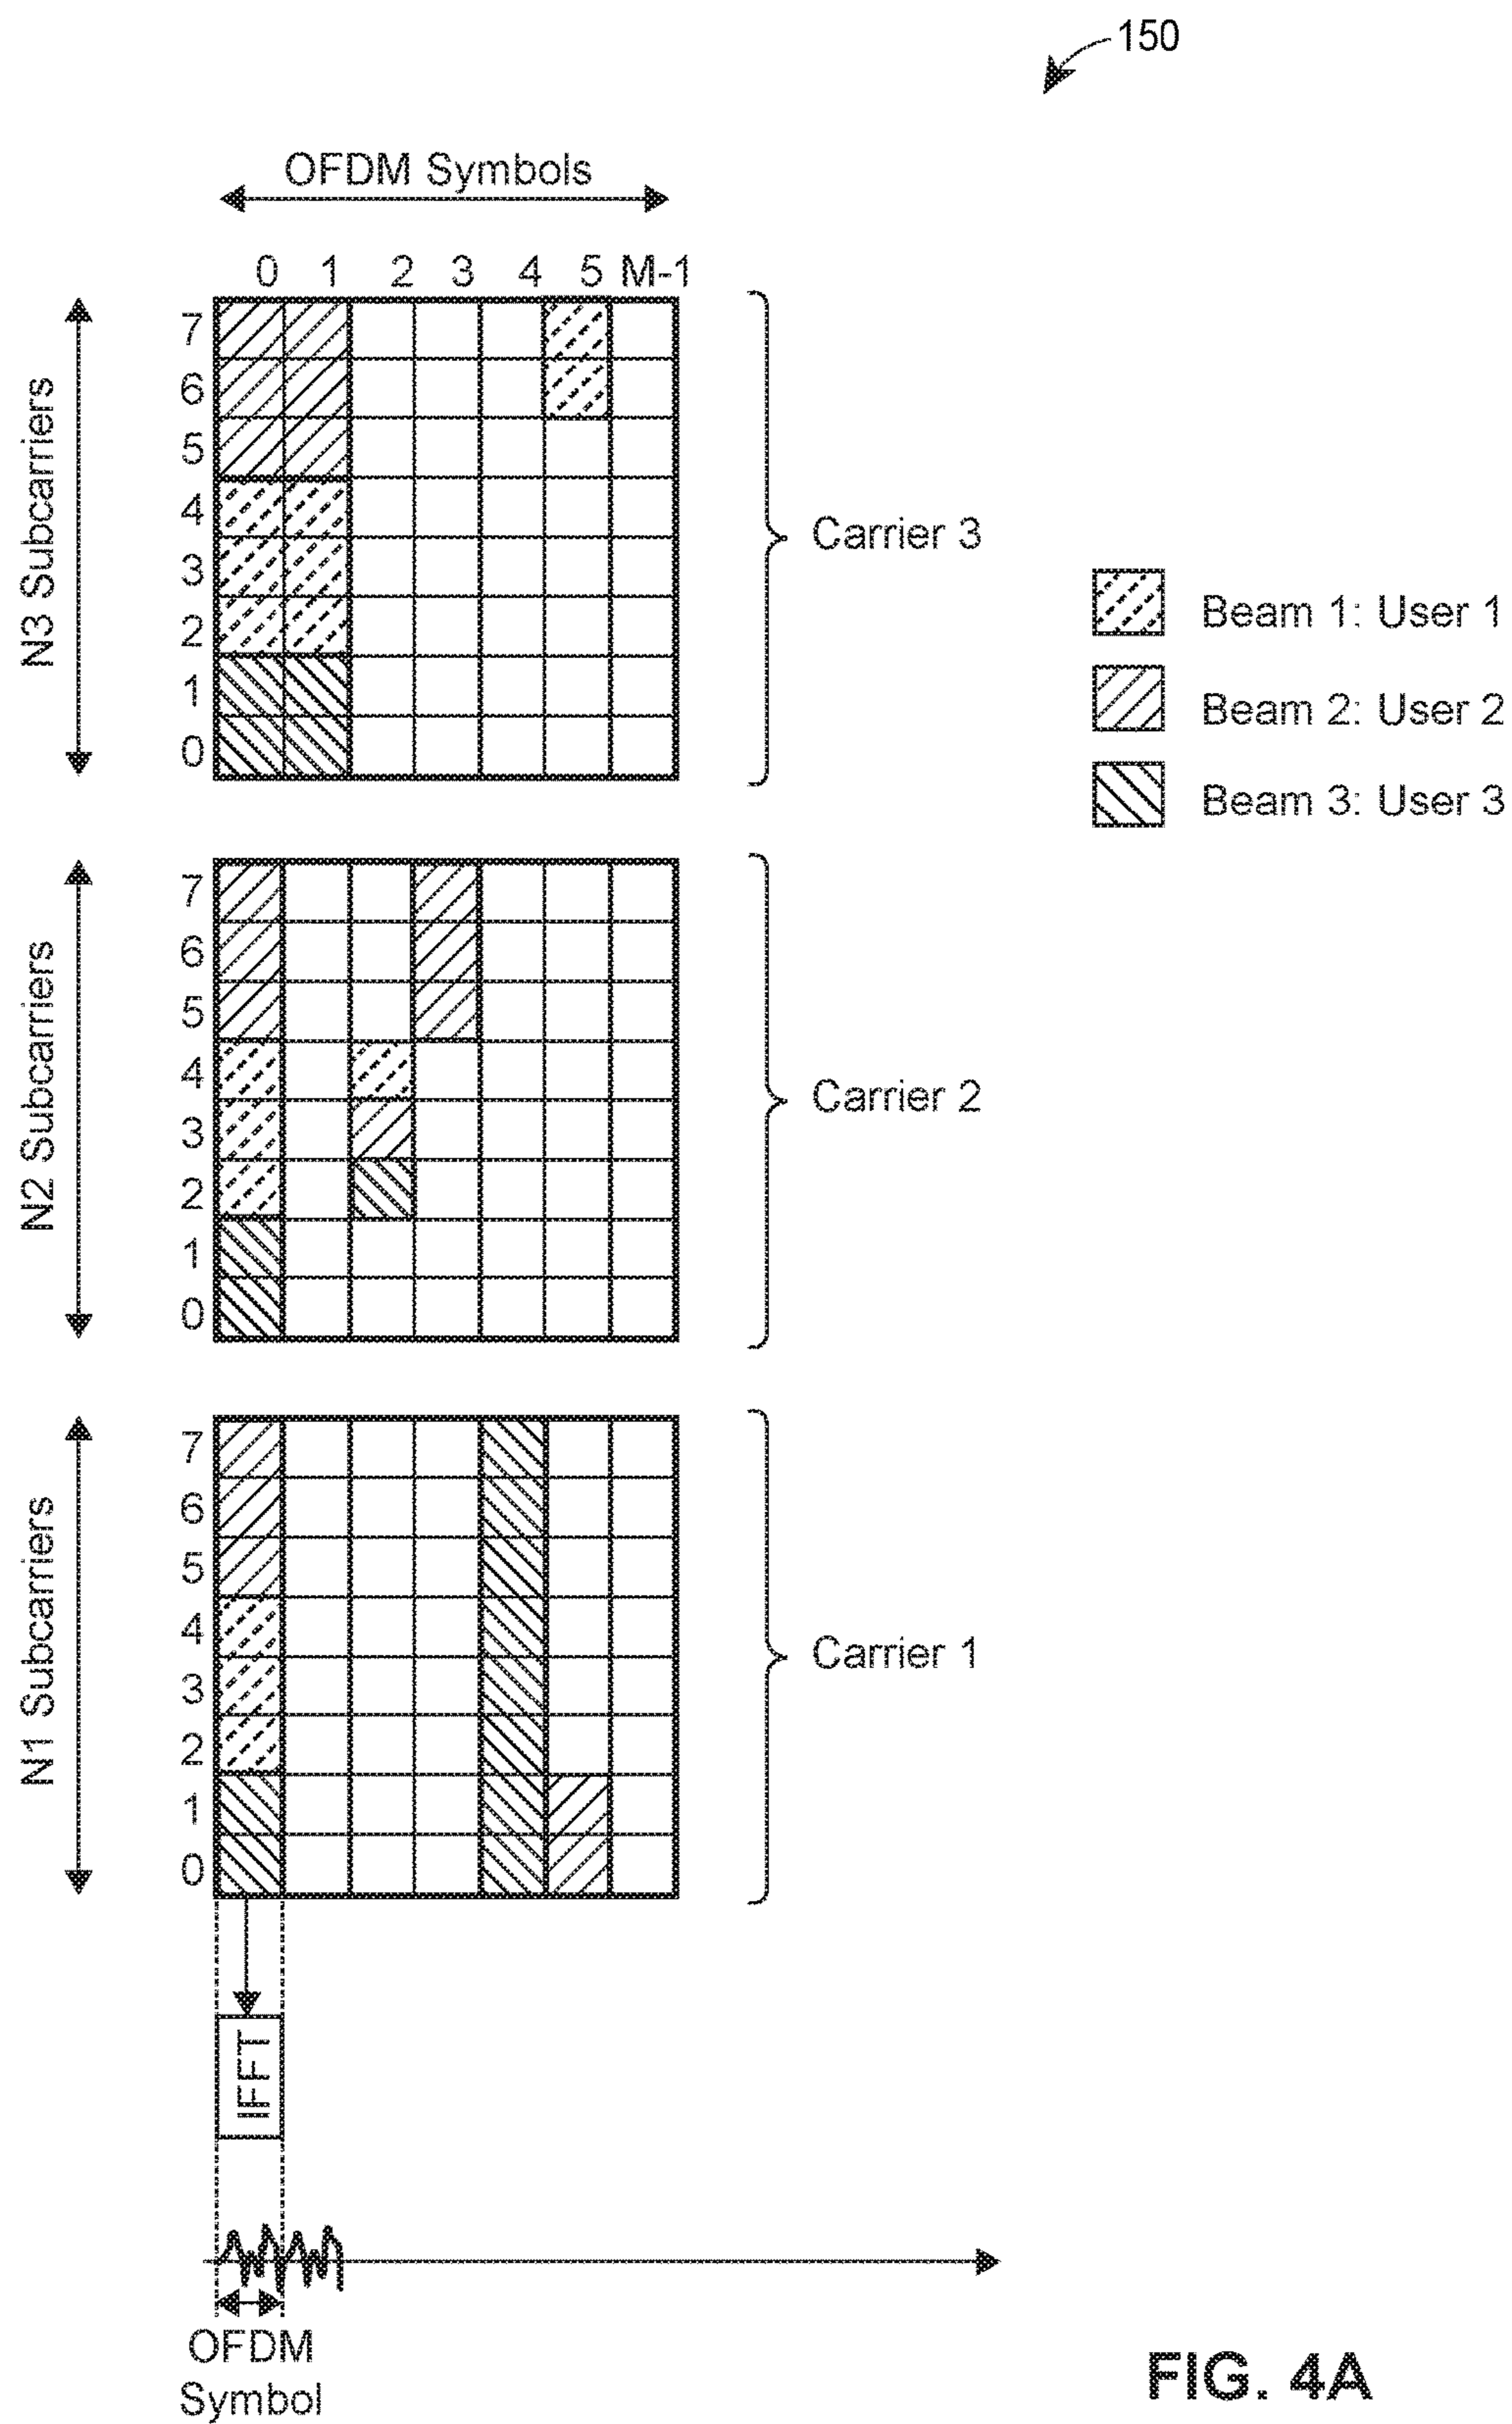 150
OFDM Symbols
0 1 2 3 4 5 M-1
N3 Subcarriers
7
6
5
4
3
2
1
0
Carrier 3
Beam 1: User 1
Beam 2: User 2
Beam 3: User 3
N2 Subcarriers
7
6
5
4
3
2
1
0
Carrier 2
N1 Subcarriers
7
6
5
4
3
2
1
0
Carrier 1
IFFT
OFDM
Symbol
FIG. 4A